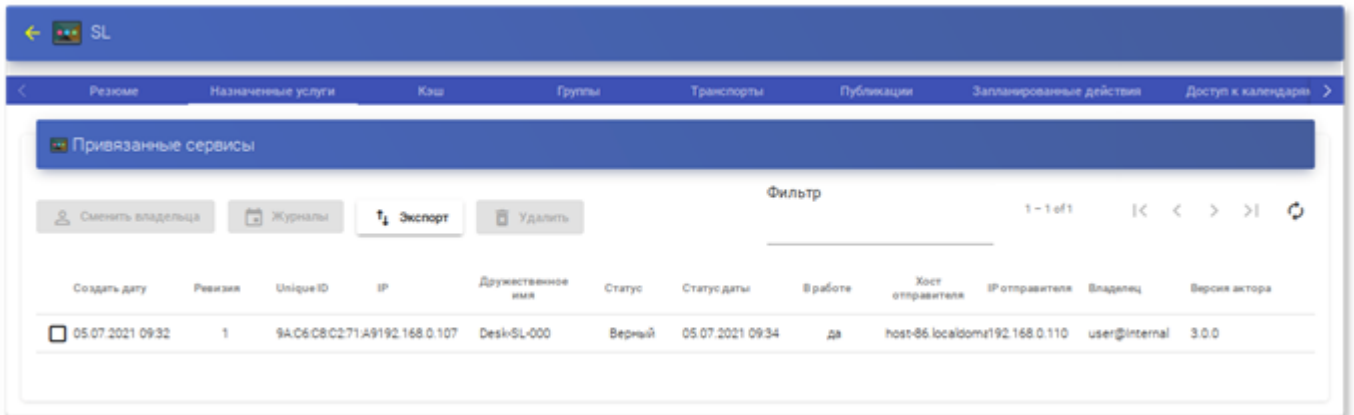 SL
Резюме Назначенные услуги Кэш Группы Транспорты Публикации Запланированные действия Доступ к календарям
Привязанные сервисы
Фильтр
Сменить владельца Журналы Экспорт Удалить 1 – 1 of 1
Создать дату Ревизия Unique ID IP Дружественное имя Статус Статус даты В работе Хост отправителя IP отправителя Владелец Версия актора
05.07.2021 09:32 1 9A:C6:C8:C2:71:A9 192.168.0.107 Desk-SL-000 Верный 05.07.2021 09:34 да host-86.localdoma 192.168.0.110 user@Internal 3.0.0